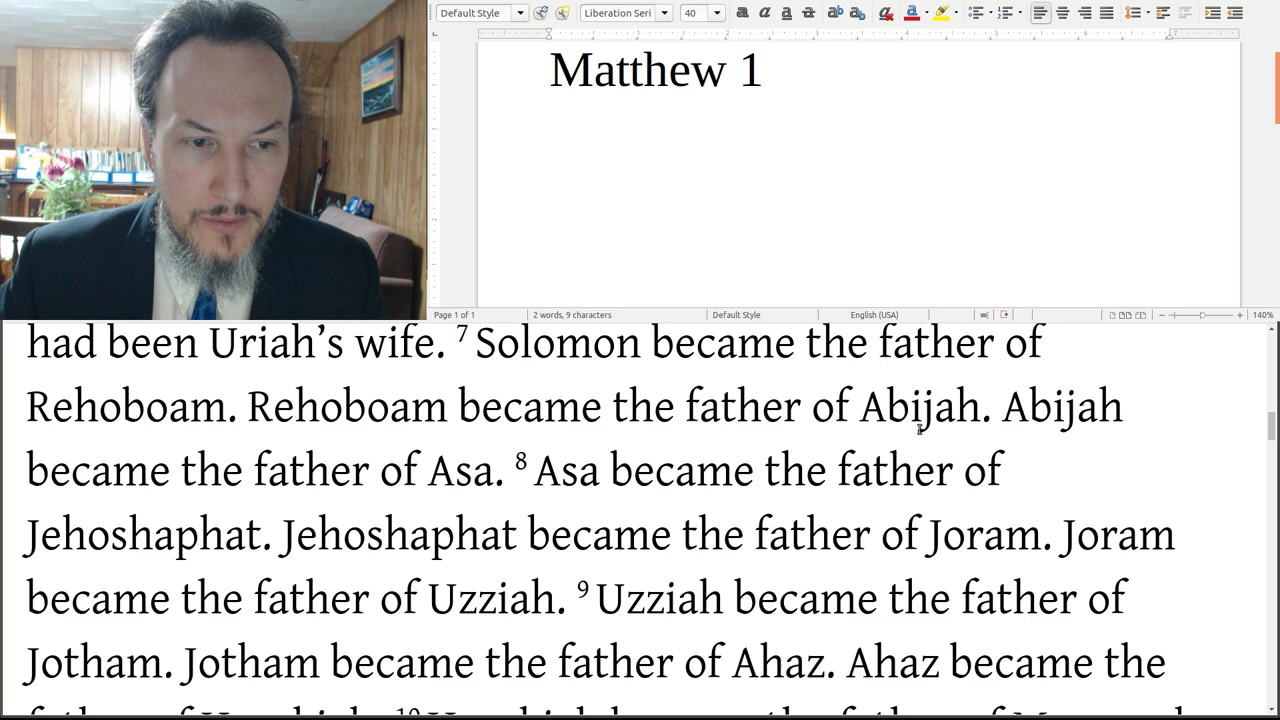 Default Style
Liberation Seri
40
Matthew 1
Page 1 of 1
2 words, 9 characters
Default Style
English (USA)
140%
had been Uriah’s wife. 7 Solomon became the father of
Rehoboam. Rehoboam became the father of Abijah. Abijah
became the father of Asa. 8 Asa became the father of
Jehoshaphat. Jehoshaphat became the father of Joram. Joram
became the father of Uzziah. 9 Uzziah became the father of
Jotham. Jotham became the father of Ahaz. Ahaz became the